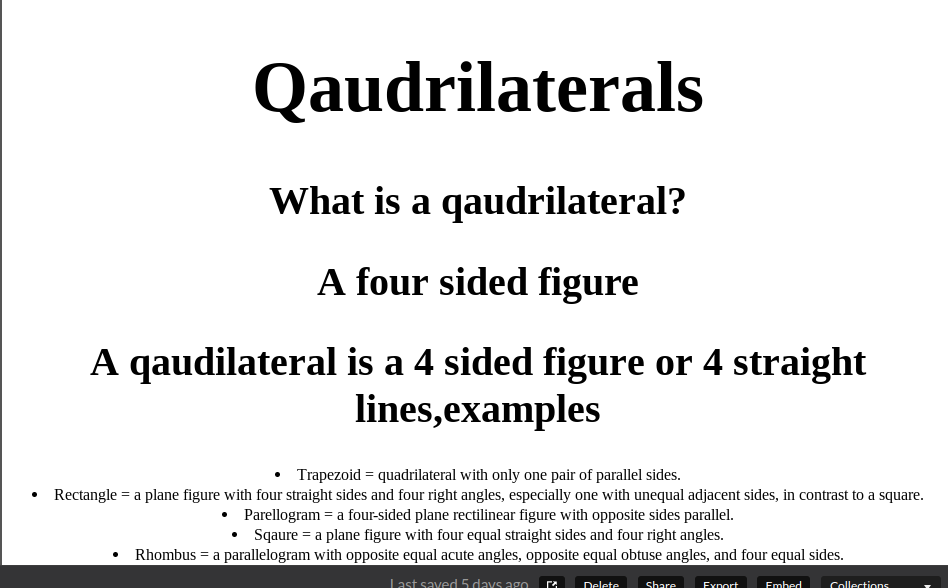 Qaudrilaterals
What is a qaudrilateral?
A four sided figure
A qaudilateral is a 4 sided figure or 4 straight
lines,examples
• Trapezoid = quadrilateral with only one pair of parallel sides.
• Rectangle = a plane figure with four straight sides and four right angles, especially one with unequal adjacent sides, in contrast to a square.
• Parellogram = a four-sided plane rectilinear figure with opposite sides parallel.
• Sqaure = a plane figure with four equal straight sides and four right angles.
• Rhombus = a parallelogram with opposite equal acute angles, opposite equal obtuse angles, and four equal sides.
Last saved 5 days ago Delete Share Export Embed Collections